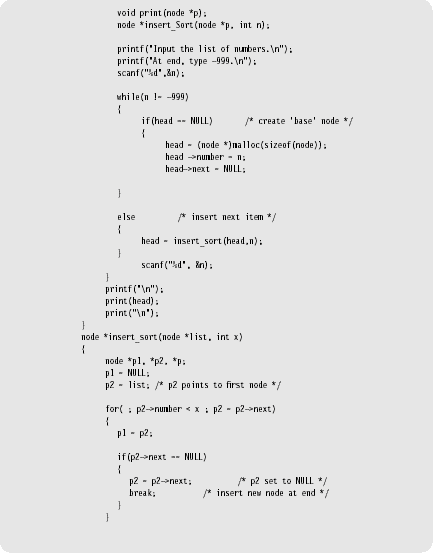 void print(node *p);
node *insert_Sort(node *p, int n);
printf("Input the list of numbers.\n");
printf("At end, type -999.\n");
scanf("%d",&n);
while(n != -999)
{
if(head == NULL) /* create 'base' node */
{
head = (node *)malloc(sizeof(node));
head ->number = n;
head->next = NULL;
}
else /* insert next item */
{
head = insert_sort(head,n);
}
scanf("%d", &n);
}
printf("\n");
print(head);
print("\n");
}
node *insert_sort(node *list, int x)
{
node *p1, *p2, *p;
p1 = NULL;
p2 = list; /* p2 points to first node */
for( ; p2->number < x ; p2 = p2->next)
{
p1 = p2;
if(p2->next == NULL)
{
p2 = p2->next; /* p2 set to NULL */
break; /* insert new node at end */
}
}